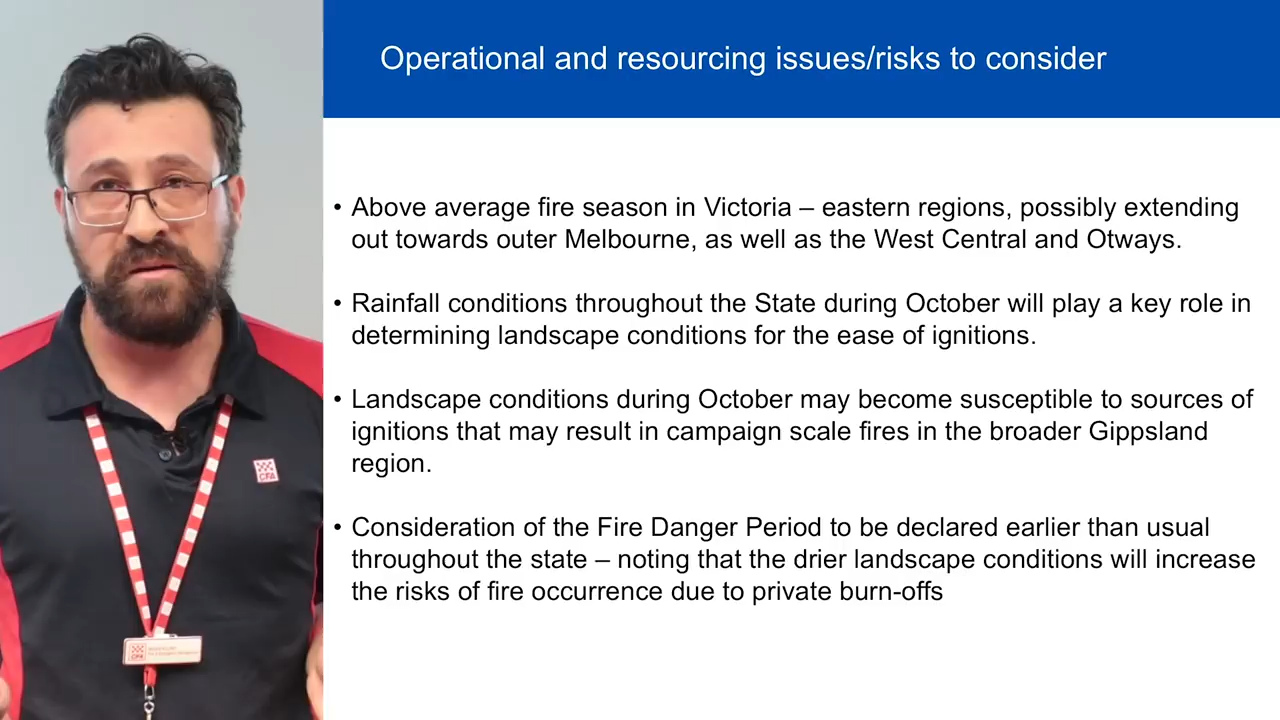 Operational and resourcing issues/risks to consider
• Above average fire season in Victoria – eastern regions, possibly extending
out towards outer Melbourne, as well as the West Central and Otways.
• Rainfall conditions throughout the State during October will play a key role in
determining landscape conditions for the ease of ignitions.
• Landscape conditions during October may become susceptible to sources of
ignitions that may result in campaign scale fires in the broader Gippsland
region.
• Consideration of the Fire Danger Period to be declared earlier than usual
throughout the state – noting that the drier landscape conditions will increase
the risks of fire occurrence due to private burn-offs
CFA
CFA